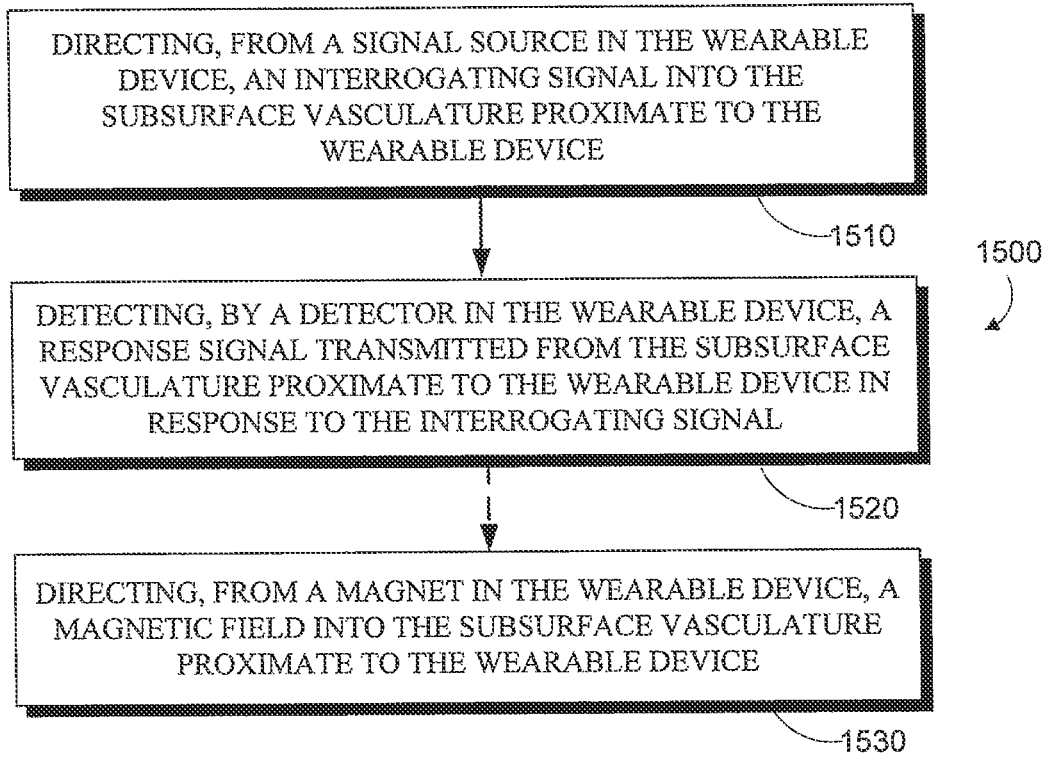 DIRECTING, FROM A SIGNAL SOURCE IN THE WEARABLE
DEVICE, AN INTERROGATING SIGNAL INTO THE
SUBSURFACE VASCULATURE PROXIMATE TO THE
WEARABLE DEVICE
1510
1500
DETECTING, BY A DETECTOR IN THE WEARABLE DEVICE, A
RESPONSE SIGNAL TRANSMITTED FROM THE SUBSURFACE
VASCULATURE PROXIMATE TO THE WEARABLE DEVICE IN
RESPONSE TO THE INTERROGATING SIGNAL
1520
DIRECTING, FROM A MAGNET IN THE WEARABLE DEVICE, A
MAGNETIC FIELD INTO THE SUBSURFACE VASCULATURE
PROXIMATE TO THE WEARABLE DEVICE
1530